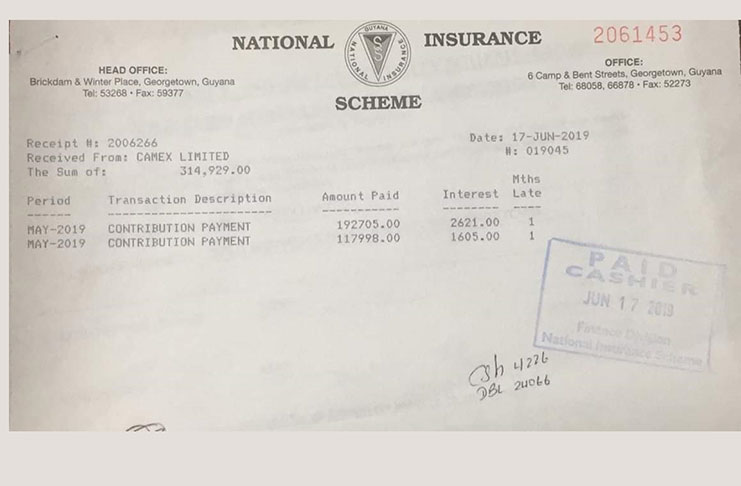 NATIONAL INSURANCE 2061453
GUYANA
NATIONAL INSURANCE
SCHEME
HEAD OFFICE:
Brickdam & Winter Place, Georgetown, Guyana
Tel: 53268 • Fax: 59377
OFFICE:
6 Camp & Bent Streets, Georgetown, Guyana
Tel: 68058, 66878 • Fax: 52273
Receipt #: 2006266
Received From: CAMEX LIMITED
The Sum of: 314,929.00
Date: 17-JUN-2019
#: 019045
Mths
Period Transaction Description Amount Paid Interest Late
MAY-2019 CONTRIBUTION PAYMENT 192705.00 2621.00 1
MAY-2019 CONTRIBUTION PAYMENT 117998.00 1605.00 1
PAID
CASHIER
JUN 17 2019
Finance Division
National Insurance Scheme
4226
DBL 24066